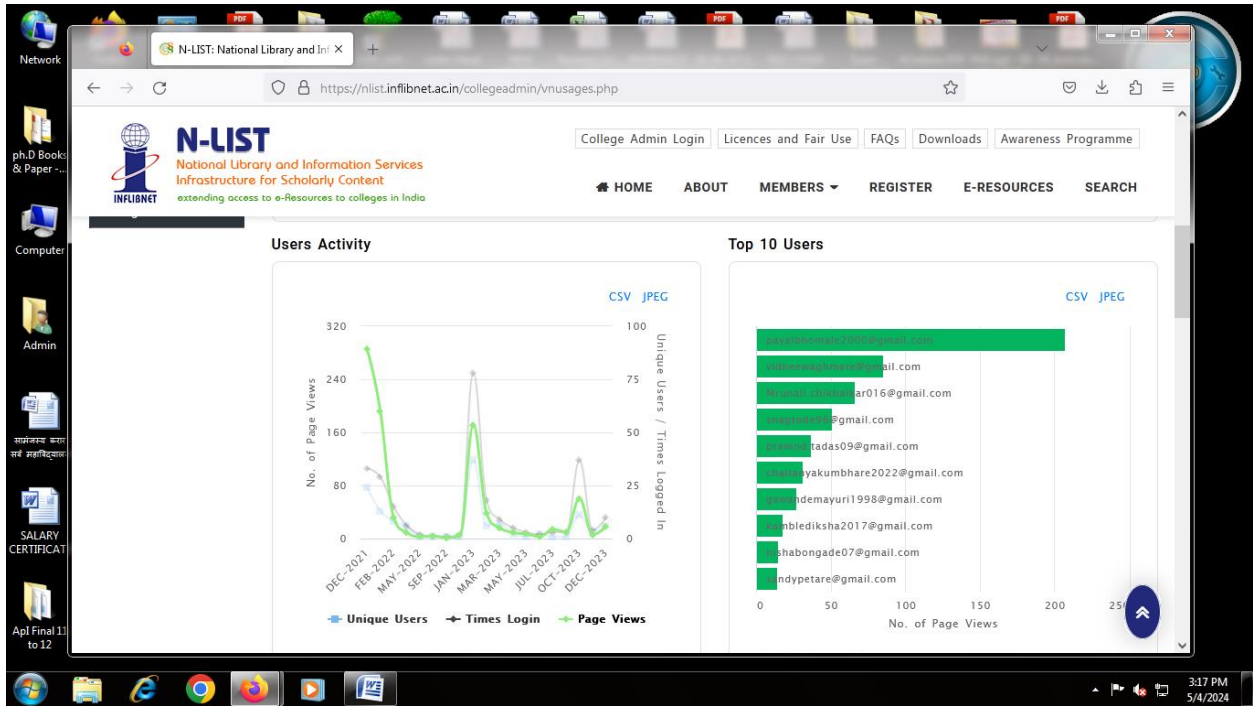 Network
ph.D Books
& Paper -...
Computer
Admin
SALARY
CERTIFICAT
Apl Final 11
to 12
PDF
PDF
PDF
N-LIST: National Library and Inf
https://nlist.inflibnet.ac.in/collegeadmin/vnusages.php
INFLIBNET
N-LIST
National Library and Information Services
Infrastructure for Scholarly Content
extending access to e-Resources to colleges in India
College Admin Login Licences and Fair Use FAQs Downloads Awareness Programme
HOME ABOUT MEMBERS REGISTER E-RESOURCES SEARCH
Users Activity
CSV JPEG
320 100
240 75
160 50
80 25
0 0
No. of Page Views
Unique Users / Times Logged In
DEC-2021 FEB-2022 MAY-2022 SEP-2022 JAN-2023 MAR-2023 MAY-2023 JUL-2023 OCT-2023 DEC-2023
Unique Users Times Login Page Views
Top 10 Users
CSV JPEG
payalbhomale2000@gmail.com
vidheewaghmare@gmail.com
@gmail.com
pramod.tadas09@gmail.com
chaitanyakumbhare2022@gmail.com
gawandemayuri1998@gmail.com
kamblediksha2017@gmail.com
nishabongade07@gmail.com
sandypetare@gmail.com
0 50 100 150 200 25
No. of Page Views
3:17 PM
5/4/2024